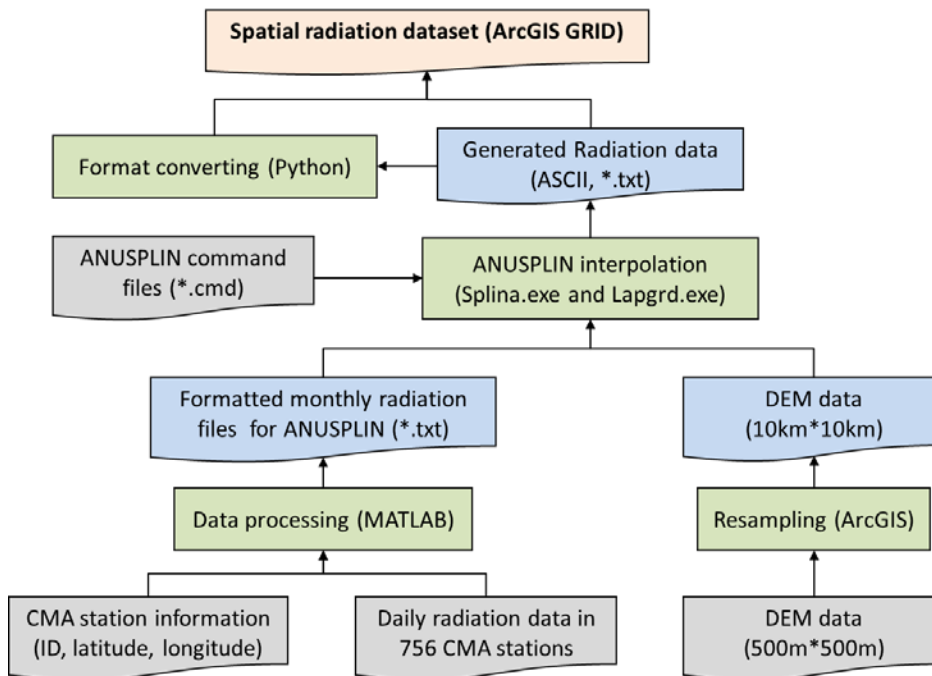 Spatial radiation dataset (ArcGIS GRID)
Format converting (Python)
Generated Radiation data
(ASCII, *.txt)
ANUSPLIN command
files (*.cmd)
ANUSPLIN interpolation
(Splina.exe and Lapgrd.exe)
Formatted monthly radiation
files for ANUSPLIN (*.txt)
DEM data
(10km*10km)
Data processing (MATLAB)
Resampling (ArcGIS)
CMA station information
(ID, latitude, longitude)
Daily radiation data in
756 CMA stations
DEM data
(500m*500m)